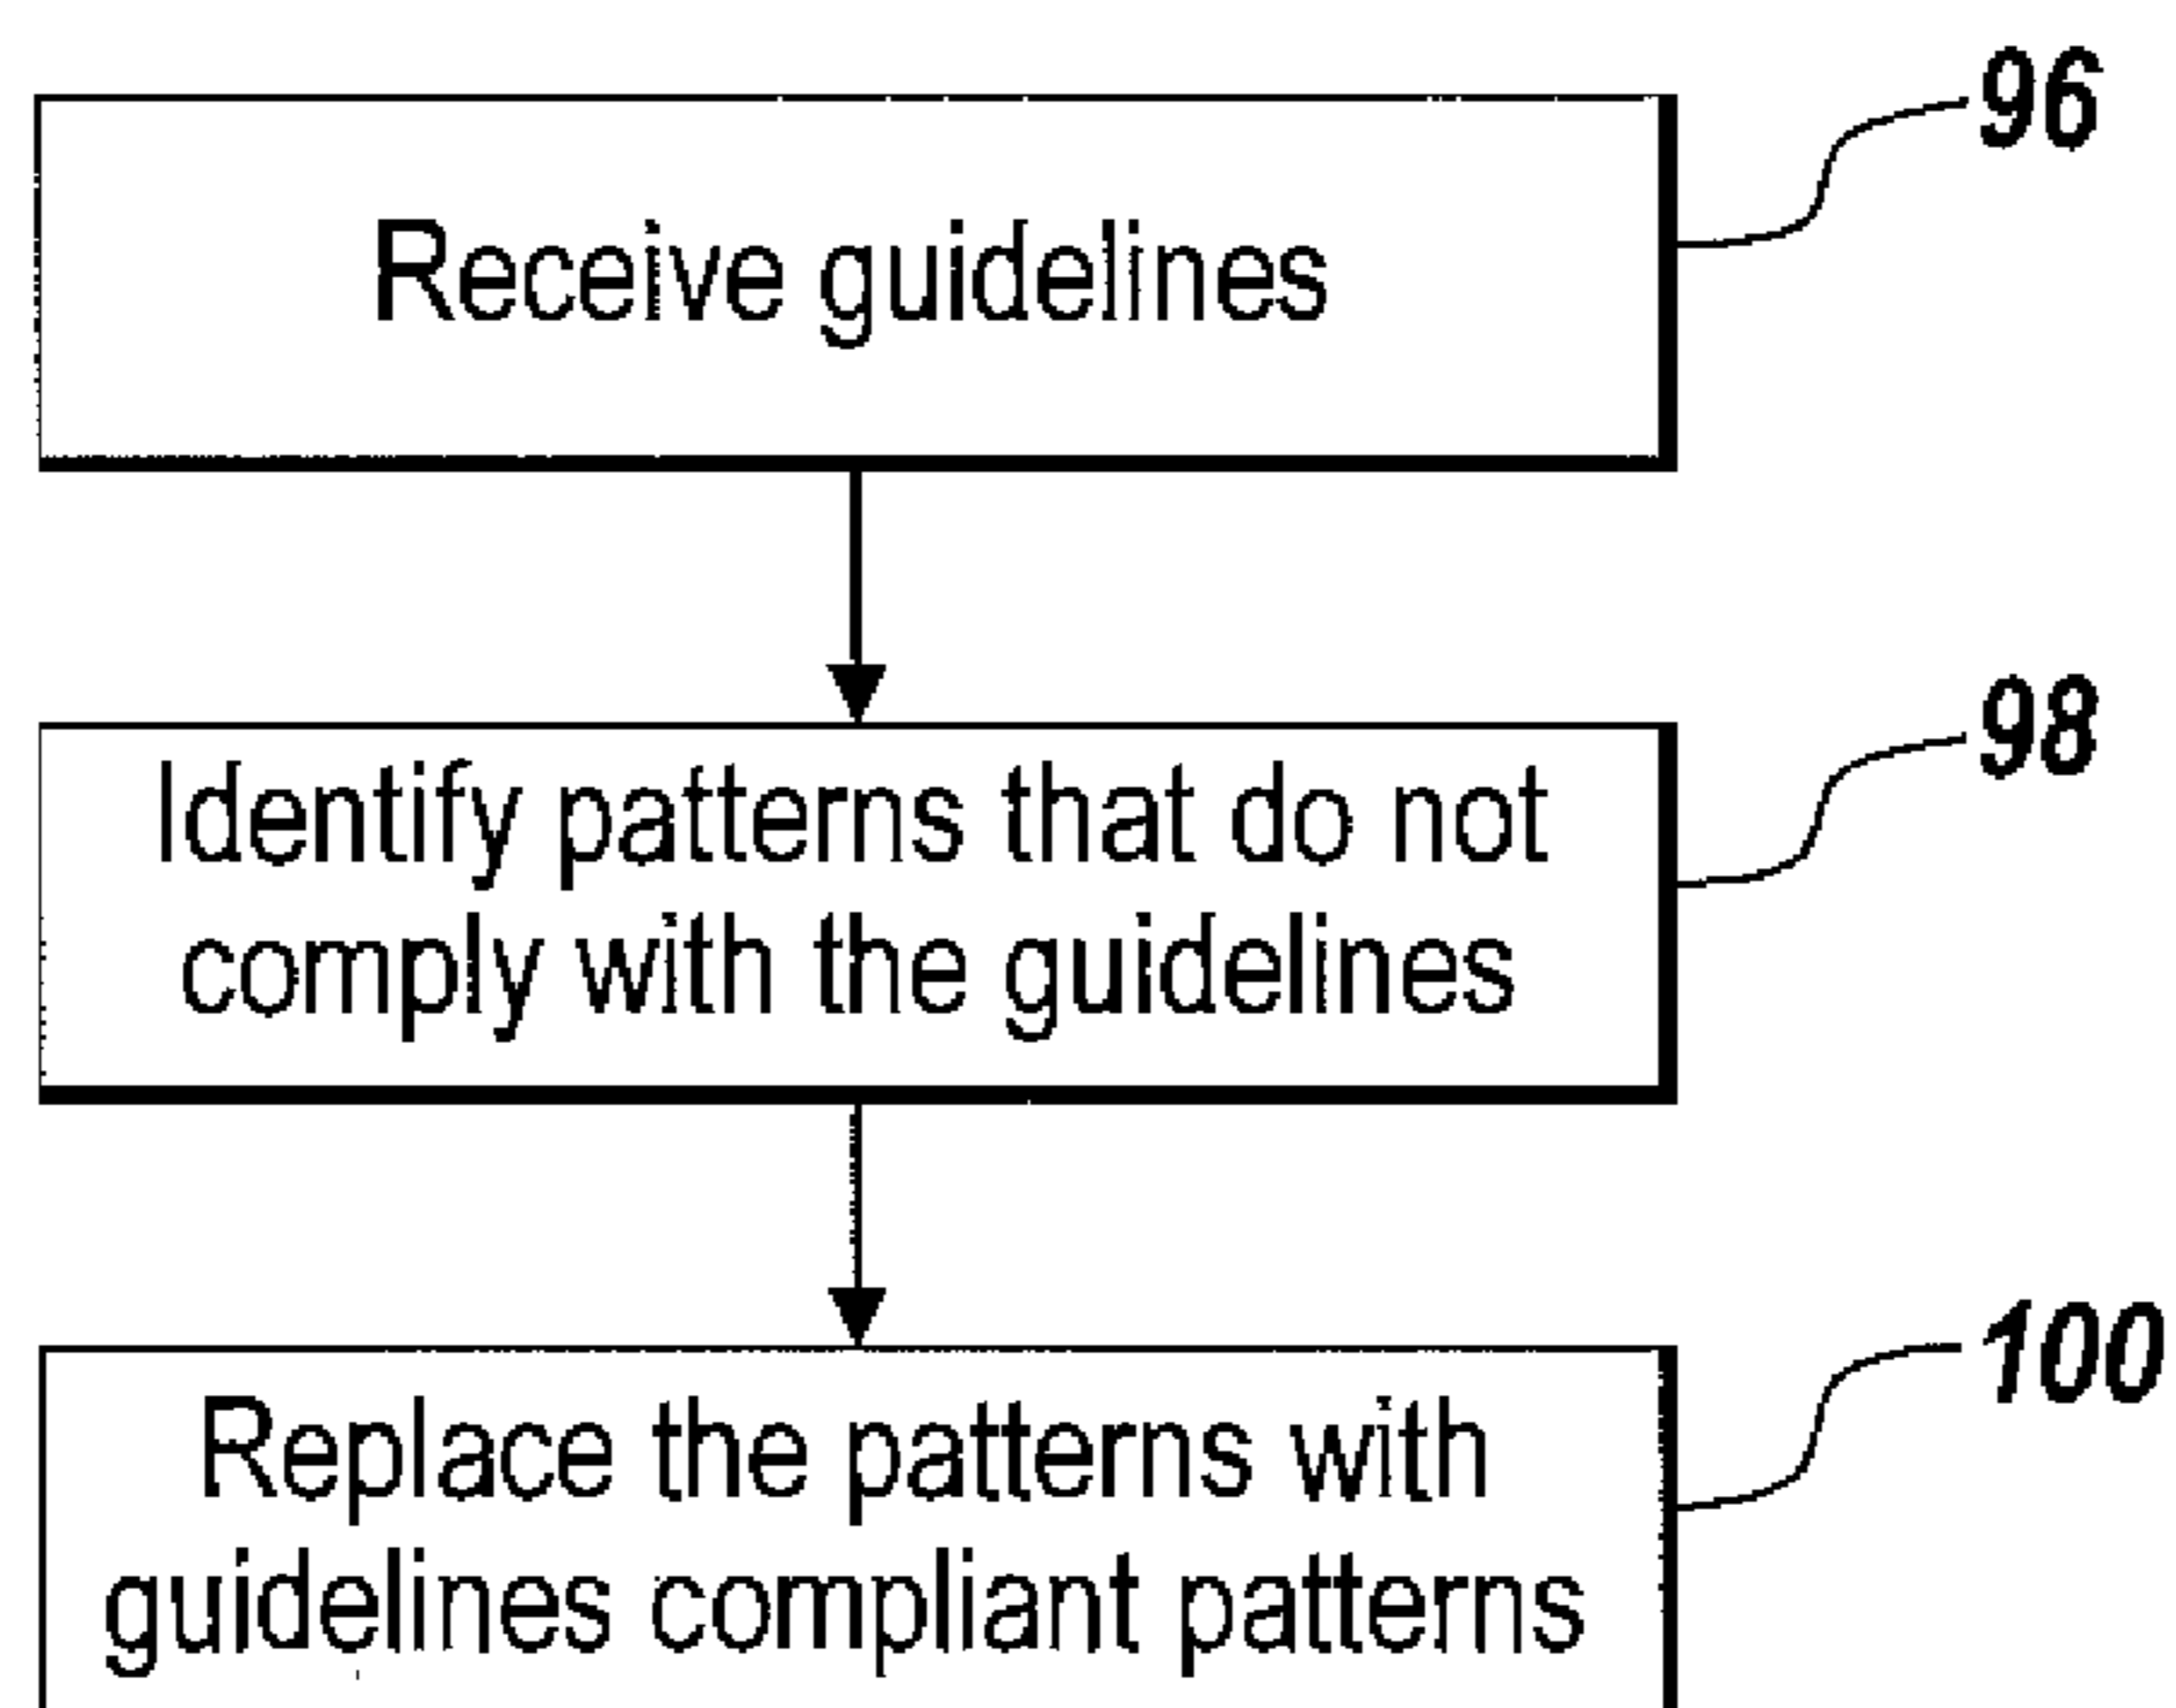 96
Receive guidelines
98
Identify patterns that do not
comply with the guidelines
100
Replace the patterns with
guidelines compliant patterns